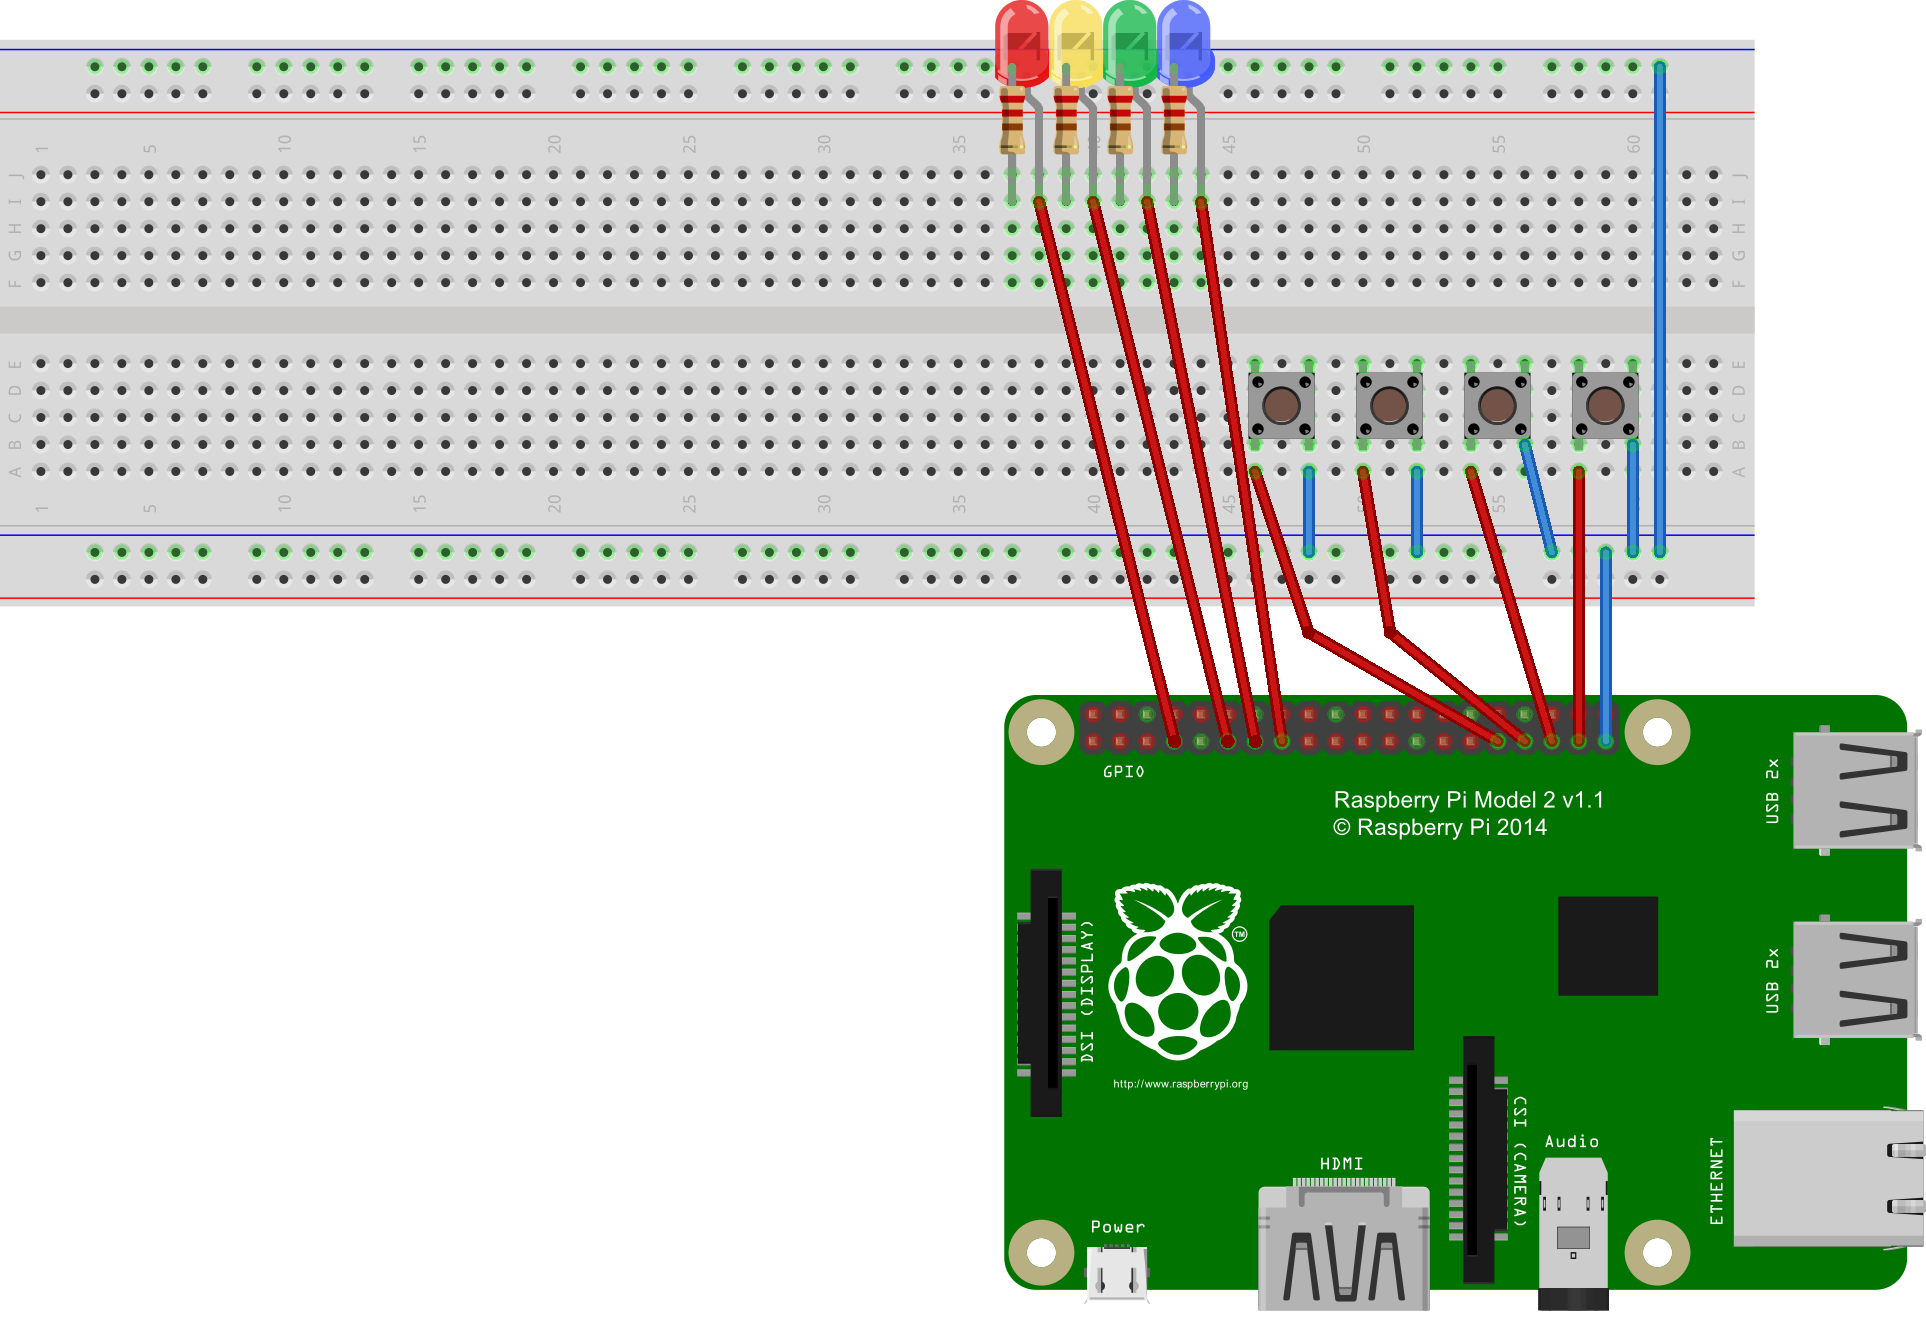 1 5 10 15 20 25 30 35 40 45 50 55 60
J J
I I
H H
G G
F F
E E
D D
C C
B B
A A
1 5 10 15 20 25 30 35 40 45 55
GPIO
Raspberry Pi Model 2 v1.1
© Raspberry Pi 2014
USB 2x
DSI (DISPLAY)
TM
USB 2x
http://www.raspberrypi.org
CSI (CAMERA)
Audio
ETHERNET
HDMI
Power